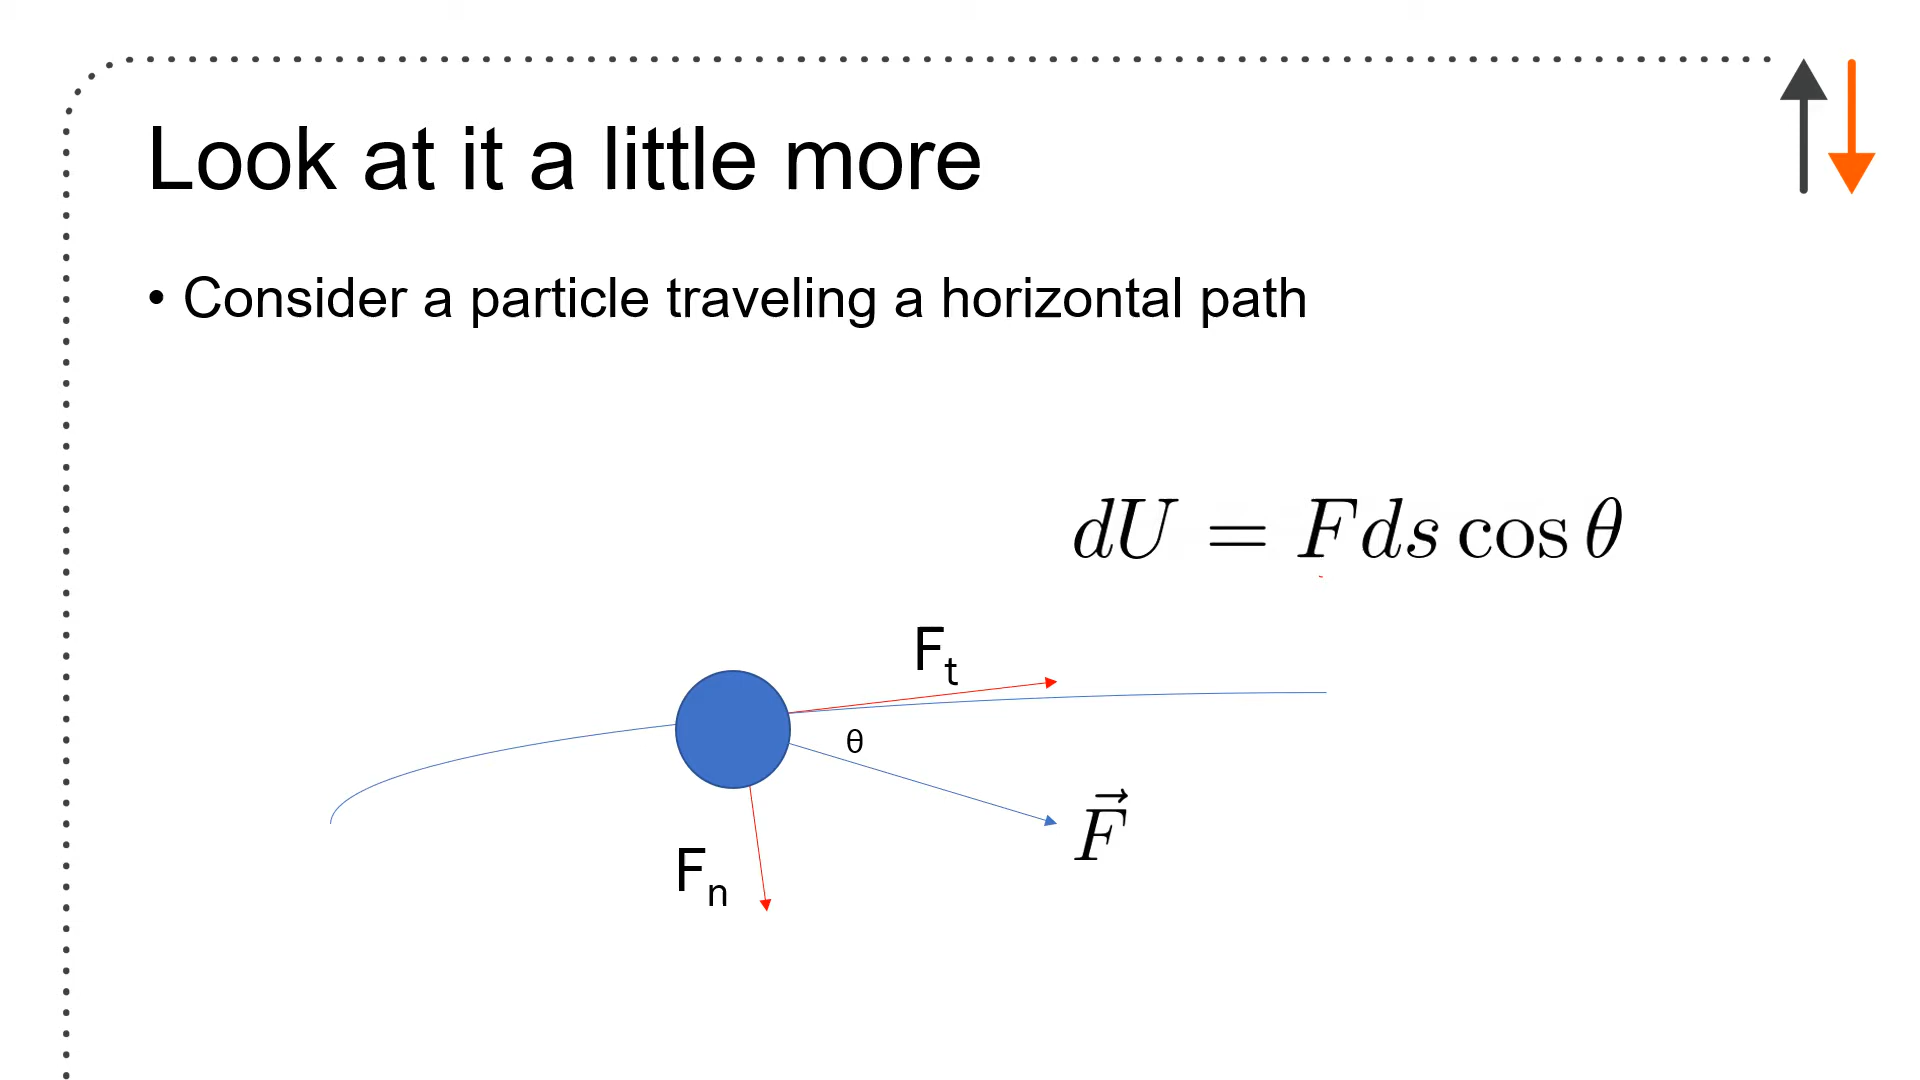 Look at it a little more
• Consider a particle traveling a horizontal path
dU = F ds cos θ
Fₜ
θ
F⃗
Fₙ